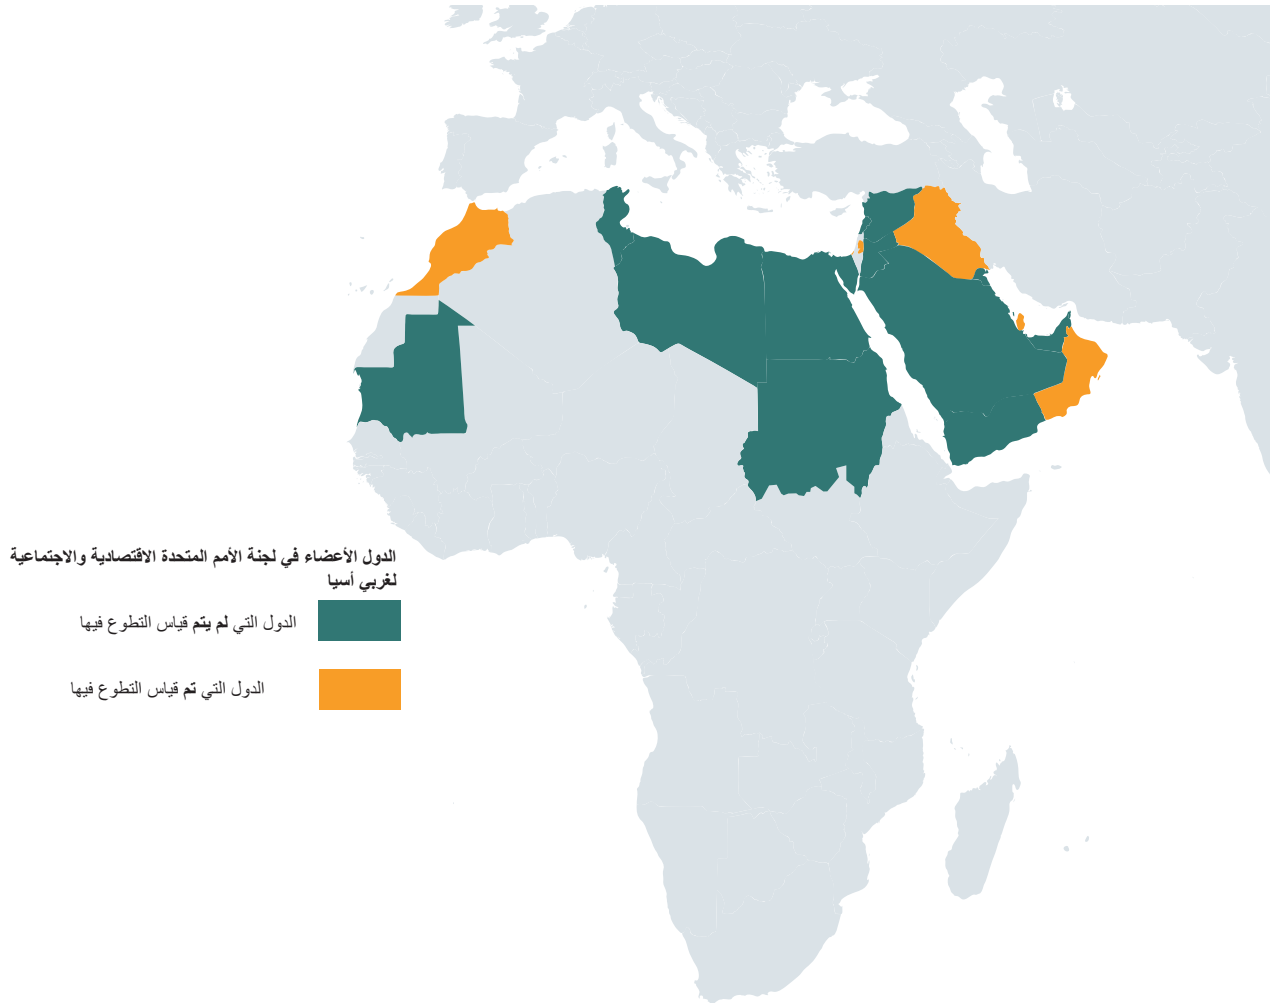 الدول الأعضاء في لجنة الأمم المتحدة الاقتصادية والاجتماعية
لغربي أسيا
الدول التي لم يتم قياس التطوع فيها
الدول التي تم قياس التطوع فيها